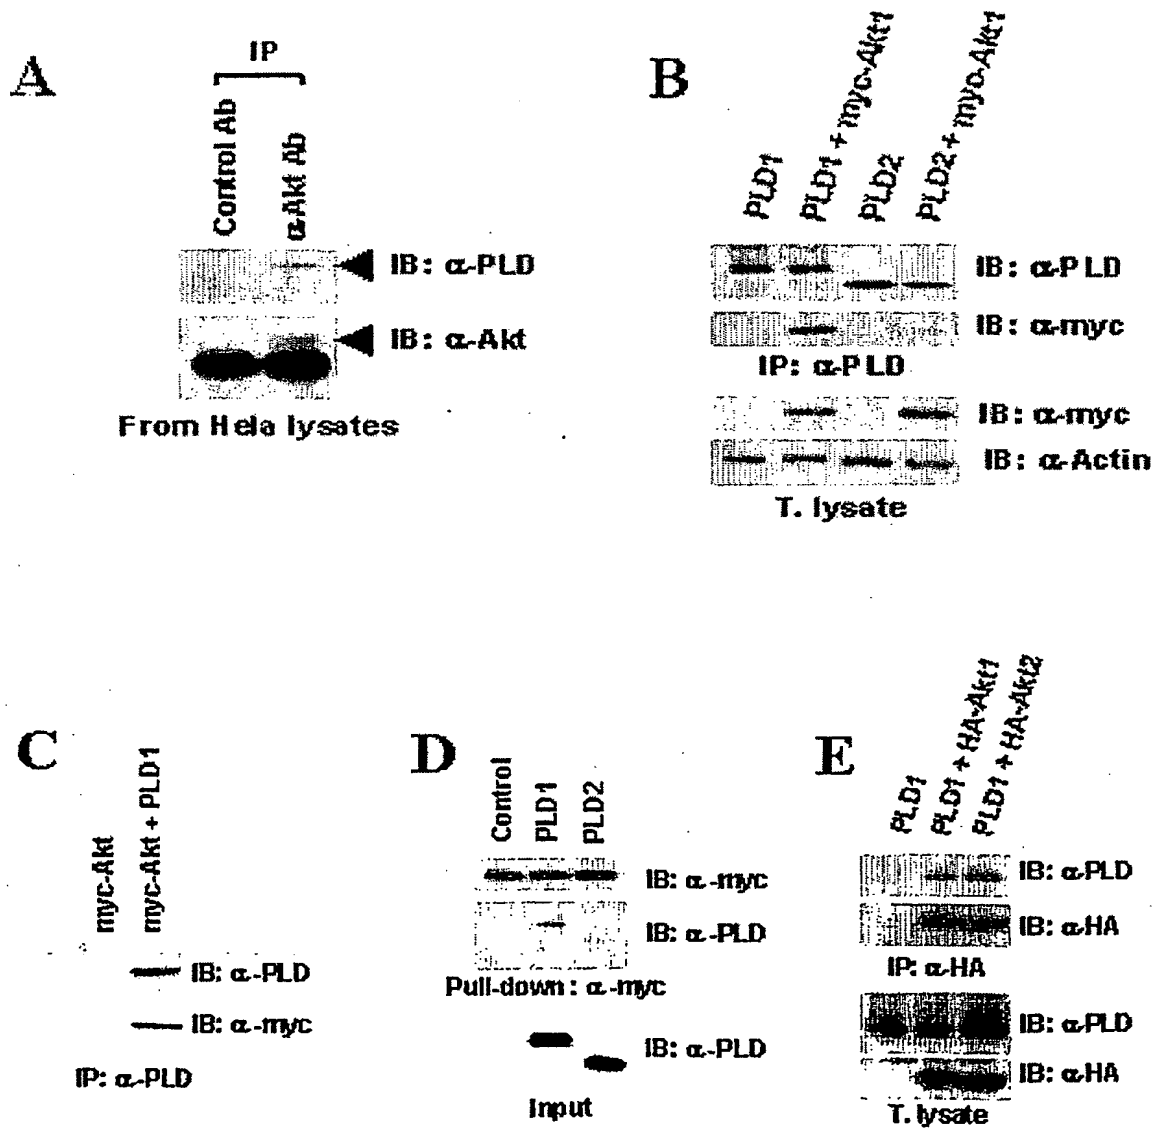 A
IP
Control Ab
α-Akt Ab
IB: α-PLD
IB: α-Akt
From Hela lysates
B
PLD1
PLD1 + myc-Akt1
PLD2
PLD2 + myc-Akt1
IB: α-PLD
IB: α-myc
IP: α-PLD
IB: α-myc
IB: α-Actin
T. lysate
C
myc-Akt
myc-Akt + PLD1
IB: α-PLD
IB: α-myc
IP: α-PLD
D
Control
PLD1
PLD2
IB: α-myc
IB: α-PLD
Pull-down: α-myc
IB: α-PLD
Input
E
PLD1
PLD1 + HA-Akt1
PLD1 + HA-Akt2
IB: α-PLD
IB: α-HA
IP: α-HA
IB: α-PLD
IB: α-HA
T. lysate